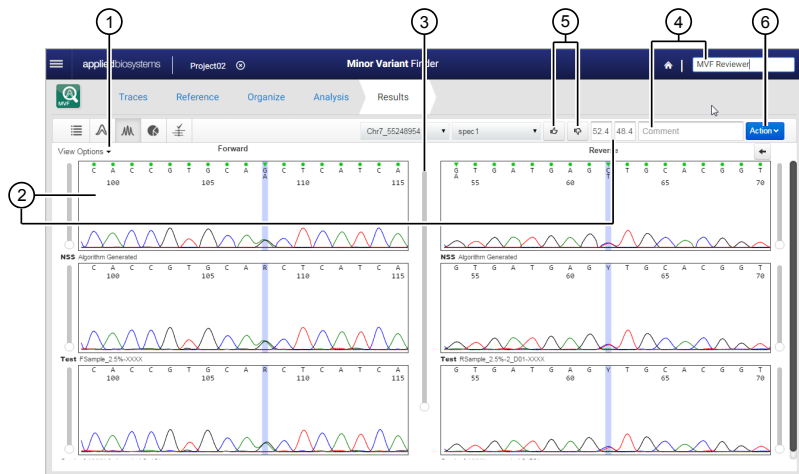 1 3 5 4 6
appliedbiosystems Project02 Minor Variant Finder MVF Reviewer
MVF Traces Reference Organize Analysis Results
Chr7_55248954 spec1 52.4 48.4 Comment Action
View Options Forward Reverse
C A C C G T G C A G C T C A T C A
A
100 105 110 115
G T G A T G A G C T T G C A C G G T
A T
55 60 65 70
2
NSS Algorithm Generated NSS Algorithm Generated
C A C C G T G C A R C T C A T C A
100 105 110 115
G T G A T G A G Y T G C A C G G T
55 60 65 70
Test FSample_2.5%-XXXX Test RSample_2.5%-2_D01-XXXX
C A C C G T G C A R C T C A T C A
100 105 110 115
G T G A T G A G Y T G C A C G G T
55 60 65 70